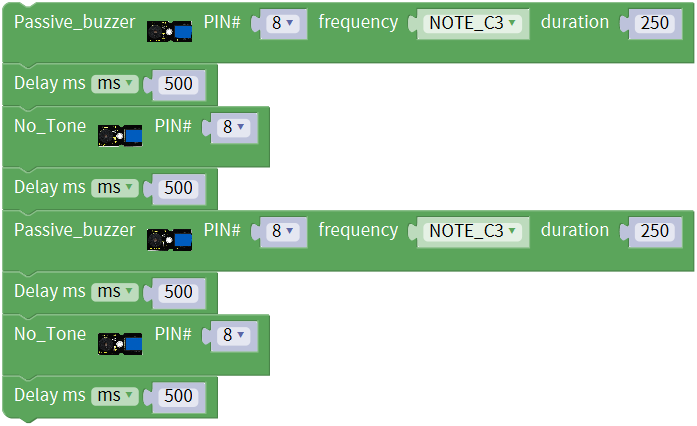 Passive_buzzer PIN# 8 frequency NOTE_C3 duration 250
Delay ms ms 500
No_Tone PIN# 8
Delay ms ms 500
Passive_buzzer PIN# 8 frequency NOTE_C3 duration 250
Delay ms ms 500
No_Tone PIN# 8
Delay ms ms 500